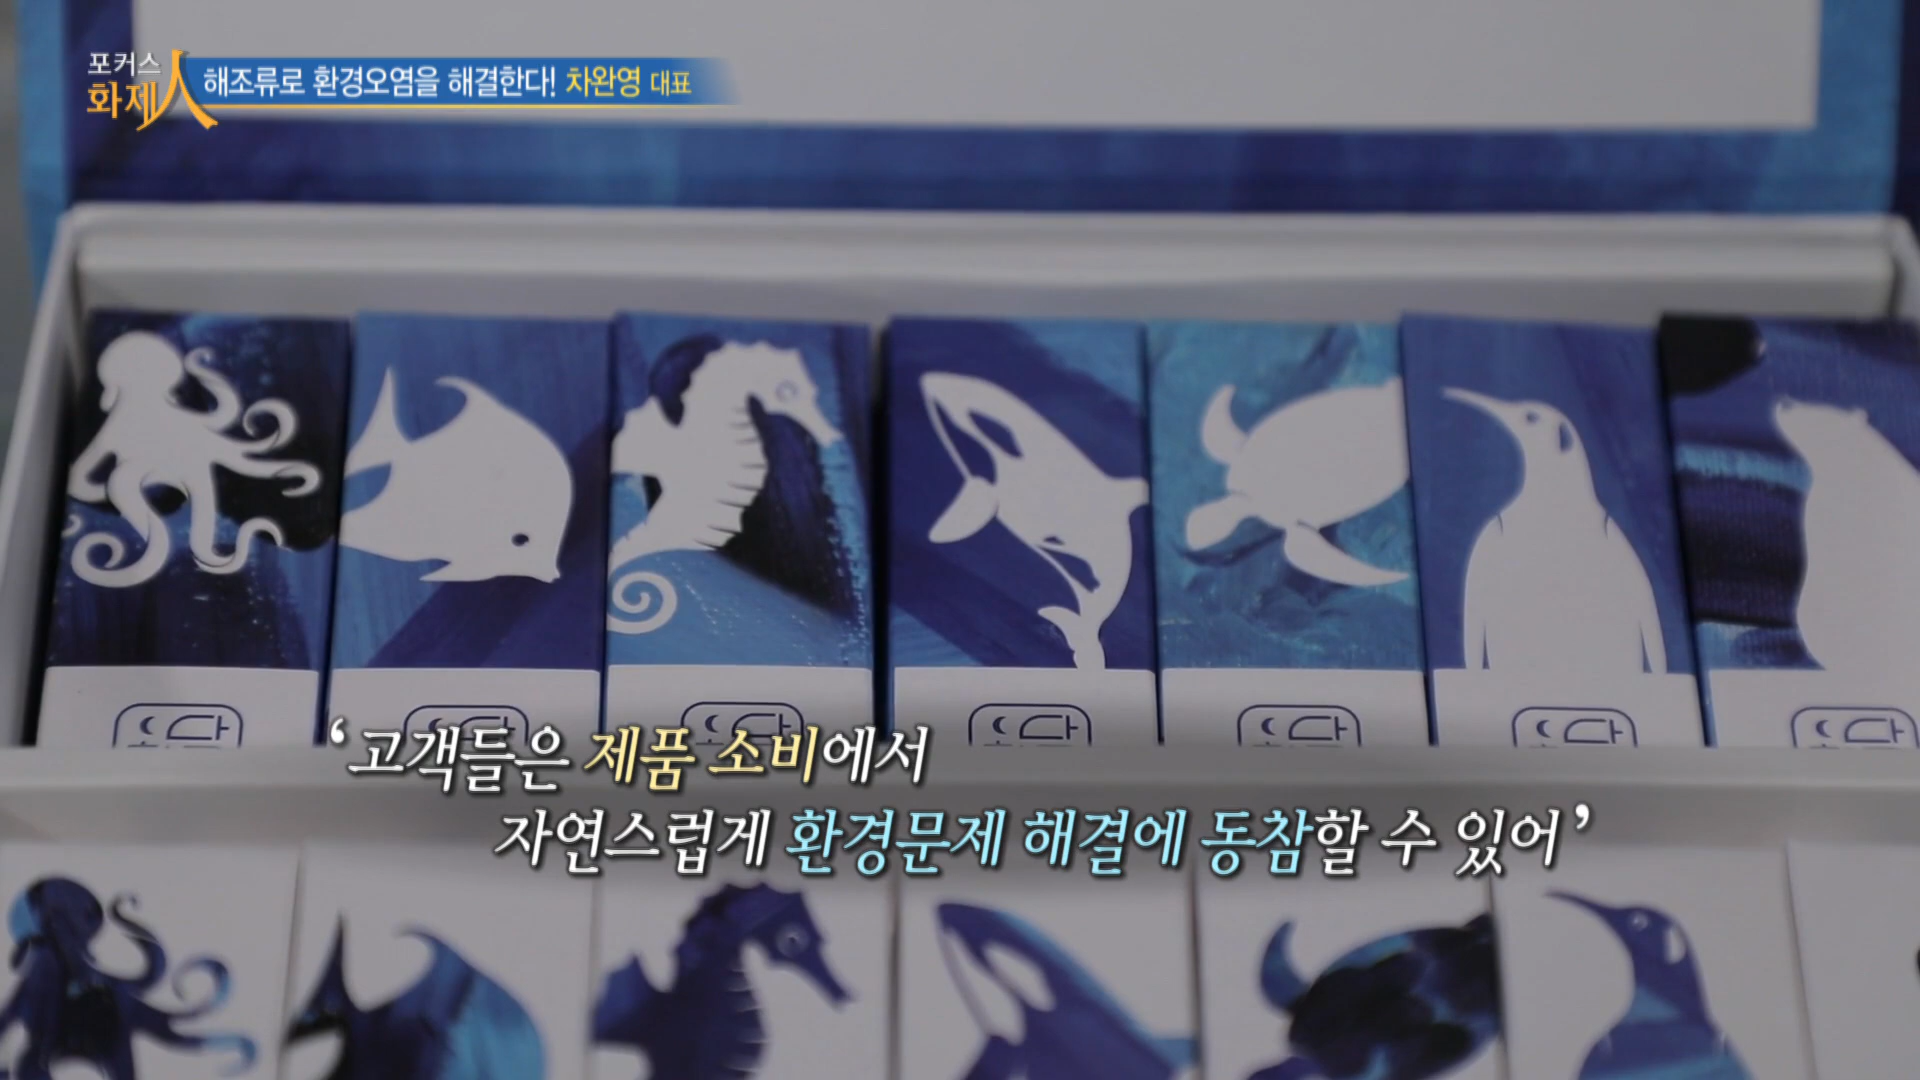 포커스
화제人
해조류로 환경오염을 해결한다! 차완영 대표
‘고객들은 제품 소비에서
자연스럽게 환경문제 해결에 동참할 수 있어’